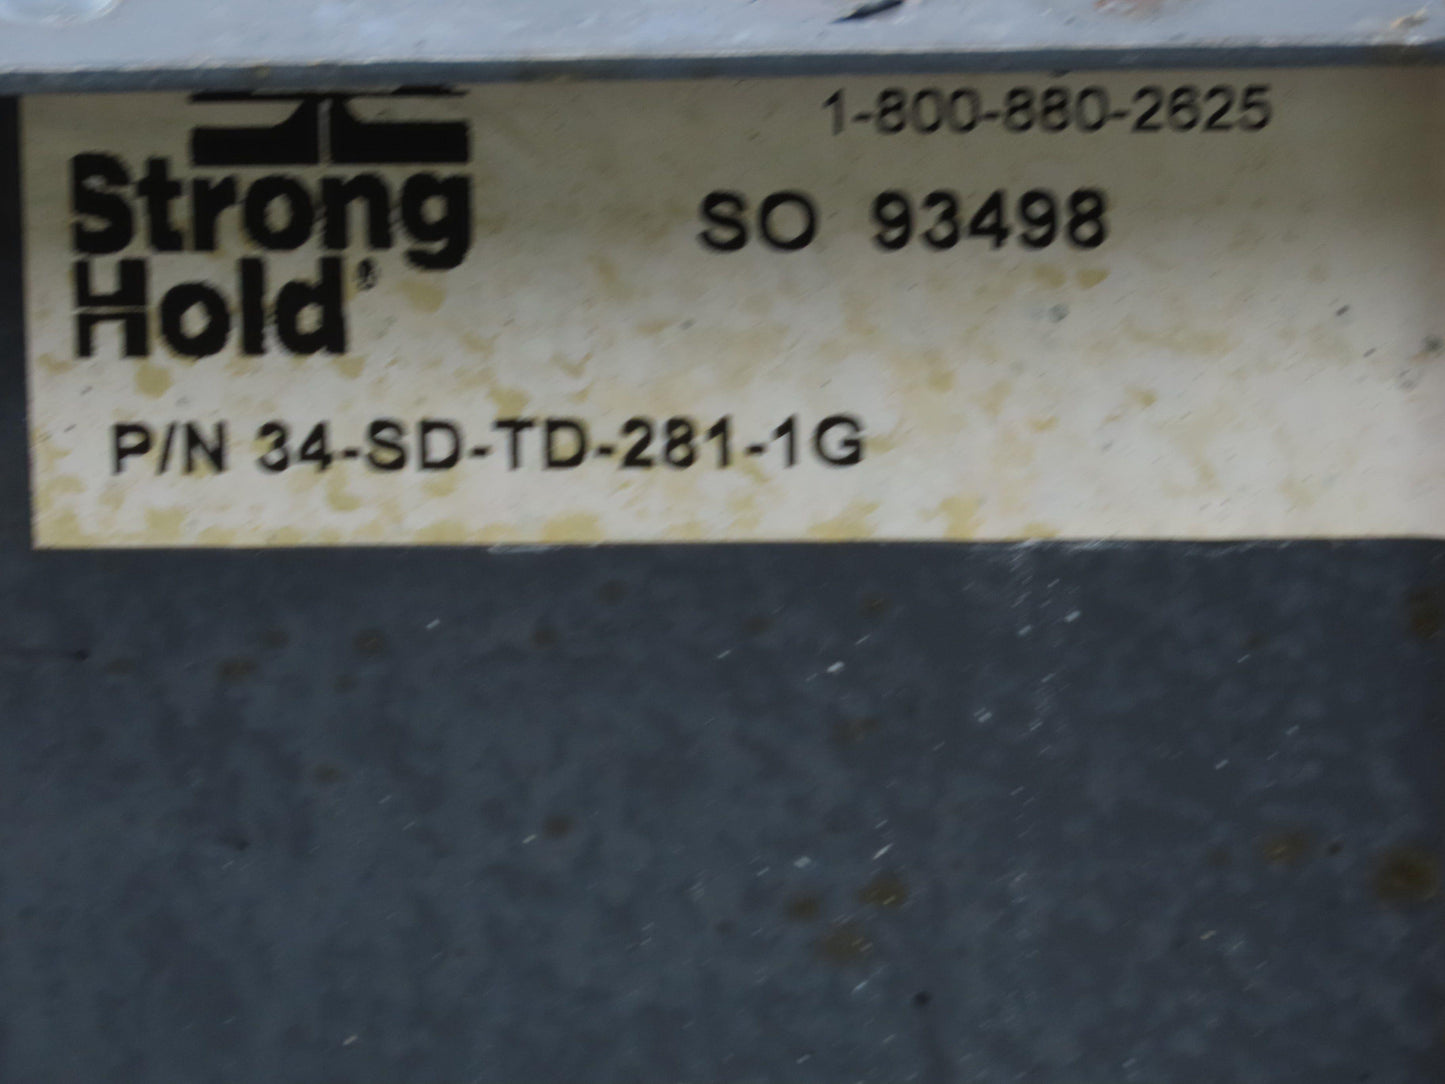 1-800-880-2625
Strong
Hold®
SO 93498
P/N 34-SD-TD-281-1G